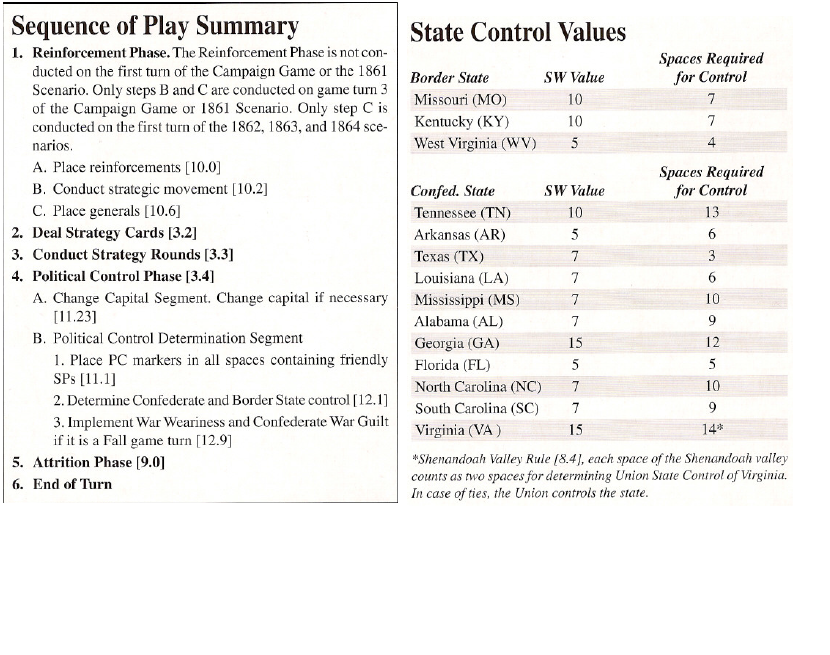 Sequence of Play Summary
1. Reinforcement Phase. The Reinforcement Phase is not con-
ducted on the first turn of the Campaign Game or the 1861
Scenario. Only steps B and C are conducted on game turn 3
of the Campaign Game or 1861 Scenario. Only step C is
conducted on the first turn of the 1862, 1863, and 1864 sce-
narios.
A. Place reinforcements [10.0]
B. Conduct strategic movement [10.2]
C. Place generals [10.6]
2. Deal Strategy Cards [3.2]
3. Conduct Strategy Rounds [3.3]
4. Political Control Phase [3.4]
A. Change Capital Segment. Change capital if necessary
[11.23]
B. Political Control Determination Segment
1. Place PC markers in all spaces containing friendly
SPs [11.1]
2. Determine Confederate and Border State control [12.1]
3. Implement War Weariness and Confederate War Guilt
if it is a Fall game turn [12.9]
5. Attrition Phase [9.0]
6. End of Turn
State Control Values
Spaces Required
Border State SW Value for Control
Missouri (MO) 10 7
Kentucky (KY) 10 7
West Virginia (WV) 5 4
Spaces Required
Confed. State SW Value for Control
Tennessee (TN) 10 13
Arkansas (AR) 5 6
Texas (TX) 7 3
Louisiana (LA) 7 6
Mississippi (MS) 7 10
Alabama (AL) 7 9
Georgia (GA) 15 12
Florida (FL) 5 5
North Carolina (NC) 7 10
South Carolina (SC) 7 9
Virginia (VA ) 15 14*
*Shenandoah Valley Rule [8.4], each space of the Shenandoah valley
counts as two spaces for determining Union State Control of Virginia.
In case of ties, the Union controls the state.